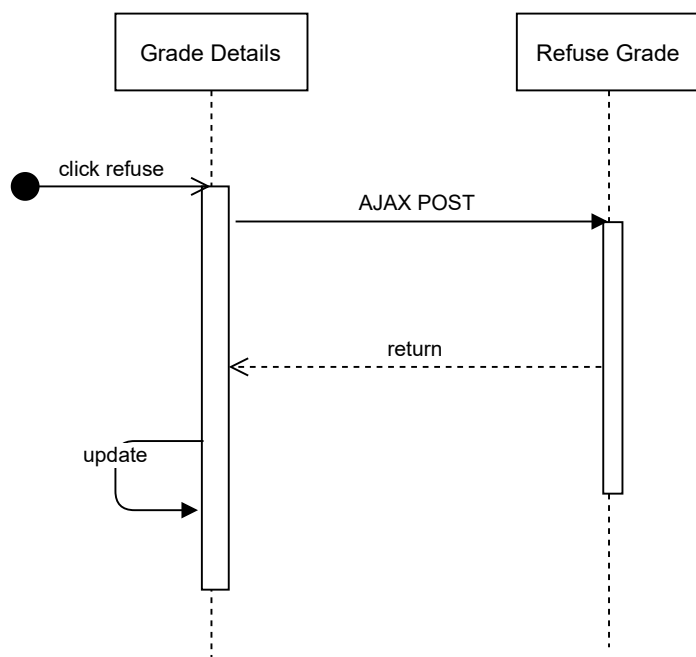 Grade Details
Refuse Grade
click refuse
AJAX POST
return
update